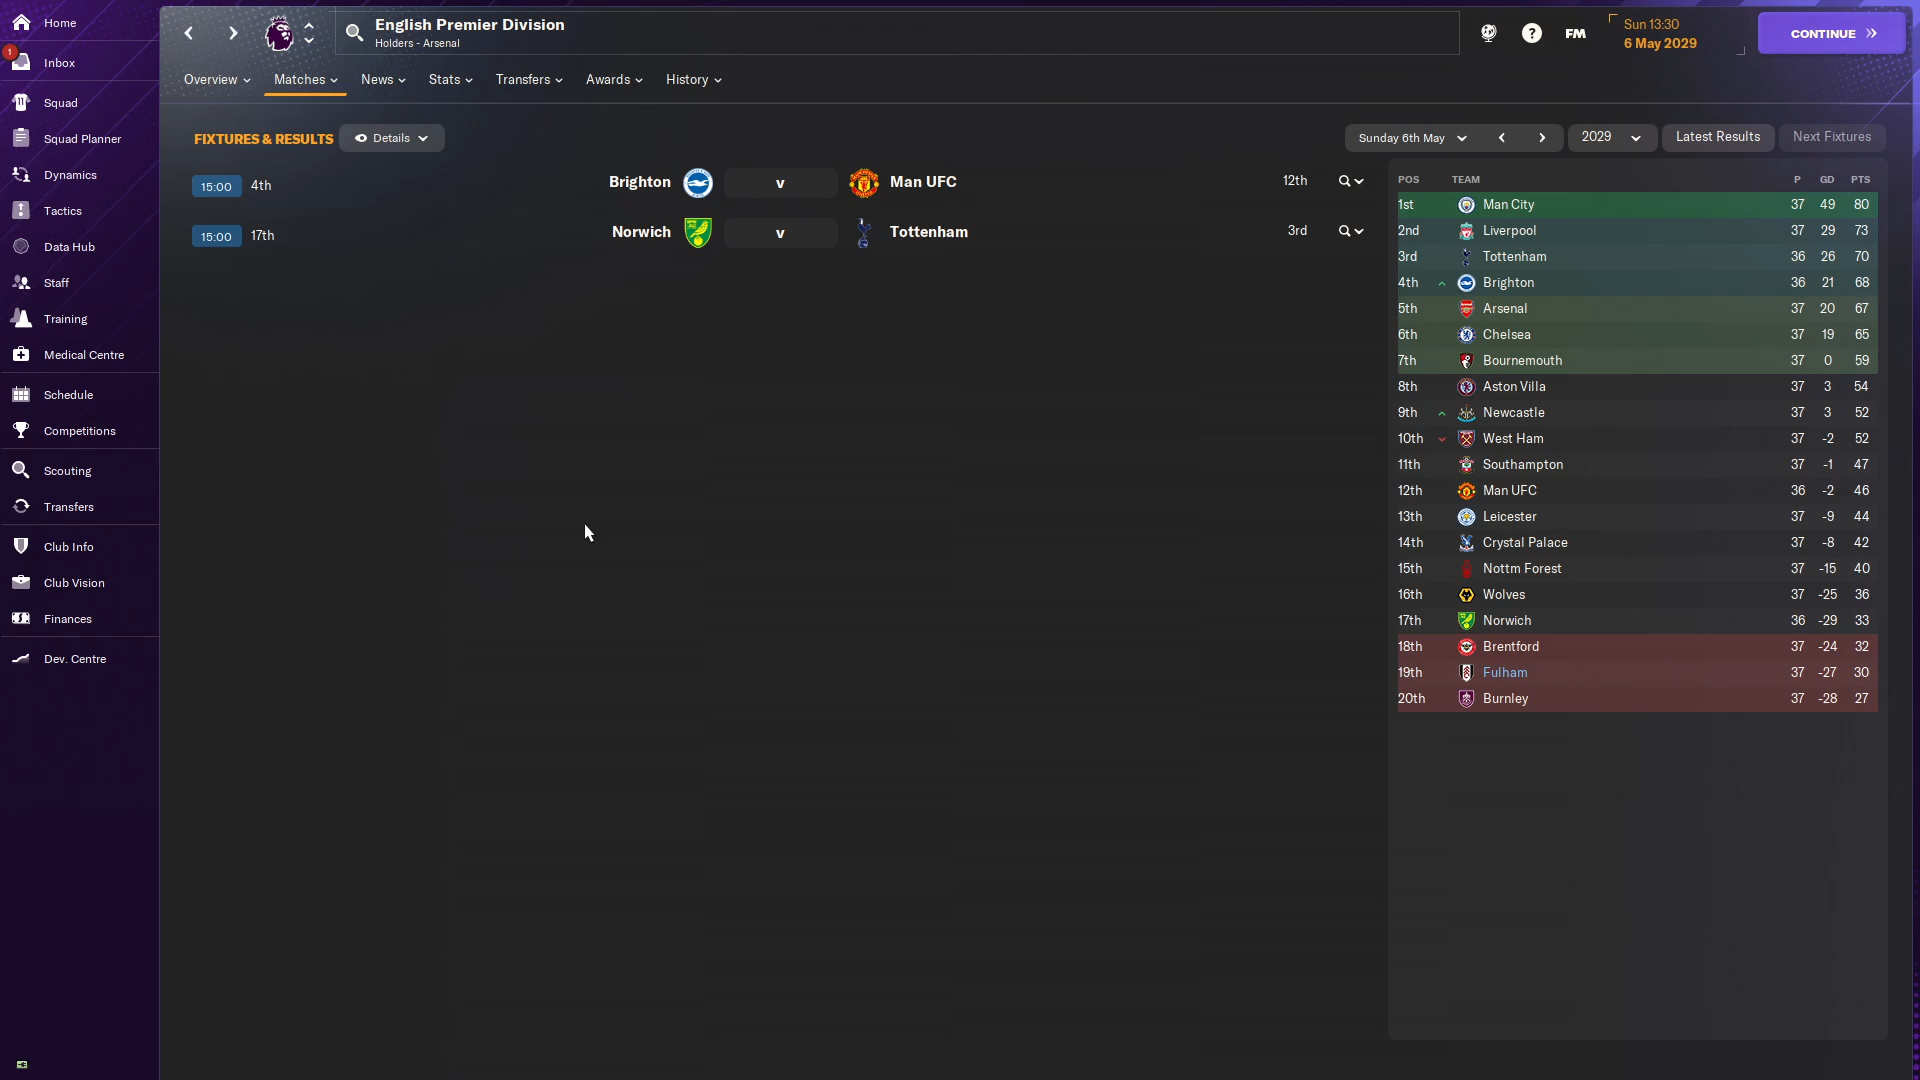 Home
1
Inbox
Squad
Squad Planner
Dynamics
Tactics
Data Hub
Staff
Training
Medical Centre
Schedule
Competitions
Scouting
Transfers
Club Info
Club Vision
Finances
Dev. Centre
English Premier Division
Holders - Arsenal
?
FM
Sun 13:30
6 May 2029
CONTINUE
Overview
Matches
News
Stats
Transfers
Awards
History
FIXTURES & RESULTS
Details
Sunday 6th May
2029
Latest Results
Next Fixtures
15:00 4th Brighton v Man UFC 12th
15:00 17th Norwich v Tottenham 3rd
POS TEAM P GD PTS
1st Man City 37 49 80
2nd Liverpool 37 29 73
3rd Tottenham 36 26 70
4th Brighton 36 21 68
5th Arsenal 37 20 67
6th Chelsea 37 19 65
7th Bournemouth 37 0 59
8th Aston Villa 37 3 54
9th Newcastle 37 3 52
10th West Ham 37 -2 52
11th Southampton 37 -1 47
12th Man UFC 36 -2 46
13th Leicester 37 -9 44
14th Crystal Palace 37 -8 42
15th Nottm Forest 37 -15 40
16th Wolves 37 -25 36
17th Norwich 36 -29 33
18th Brentford 37 -24 32
19th Fulham 37 -27 30
20th Burnley 37 -28 27